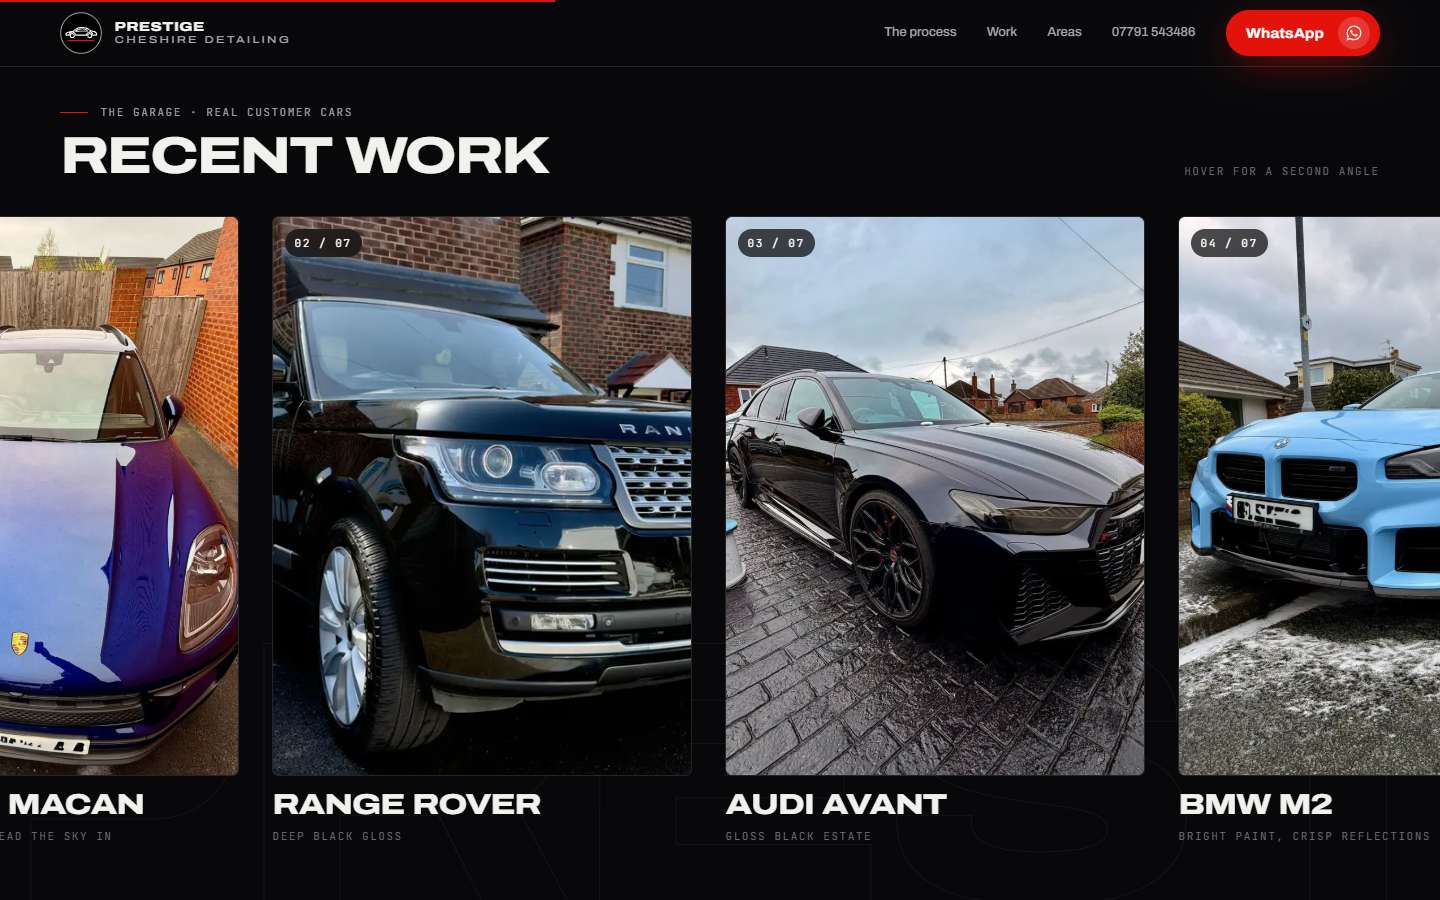 PRESTIGE
CHESHIRE DETAILING
The process
Work
Areas
07791 543486
WhatsApp
THE GARAGE · REAL CUSTOMER CARS
RECENT WORK
HOVER FOR A SECOND ANGLE
02 / 07
03 / 07
04 / 07
RAN
MACAN
RANGE ROVER
AUDI AVANT
BMW M2
EAD THE SKY IN
DEEP BLACK GLOSS
GLOSS BLACK ESTATE
BRIGHT PAINT, CRISP REFLECTIONS